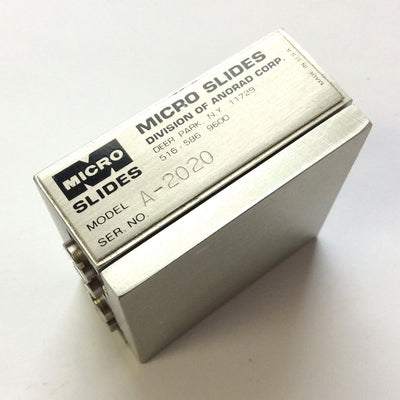 MICRO
SLIDES
MICRO SLIDES
DIVISION OF ANDRAD CORP.
DEER PARK, N.Y. 11729
516 - 586 - 9600
MADE IN U.S.A.
MODEL A-2020
SER. NO